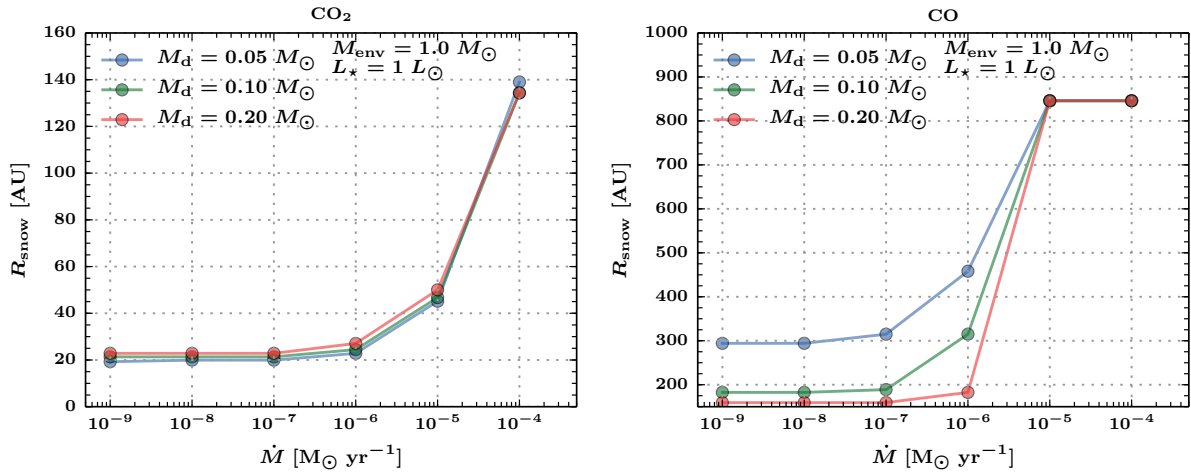 CO₂
160
140
120
100
80
60
40
20
0
R_snow [AU]
M_d = 0.05 M_⊙
M_d = 0.10 M_⊙
M_d = 0.20 M_⊙
M_env = 1.0 M_⊙
L_⋆ = 1 L_⊙
10⁻⁹ 10⁻⁸ 10⁻⁷ 10⁻⁶ 10⁻⁵ 10⁻⁴
Ṁ [M_⊙ yr⁻¹]
CO
1000
900
800
700
600
500
400
300
200
R_snow [AU]
M_d = 0.05 M_⊙
M_d = 0.10 M_⊙
M_d = 0.20 M_⊙
M_env = 1.0 M_⊙
L_⋆ = 1 L_⊙
10⁻⁹ 10⁻⁸ 10⁻⁷ 10⁻⁶ 10⁻⁵ 10⁻⁴
Ṁ [M_⊙ yr⁻¹]